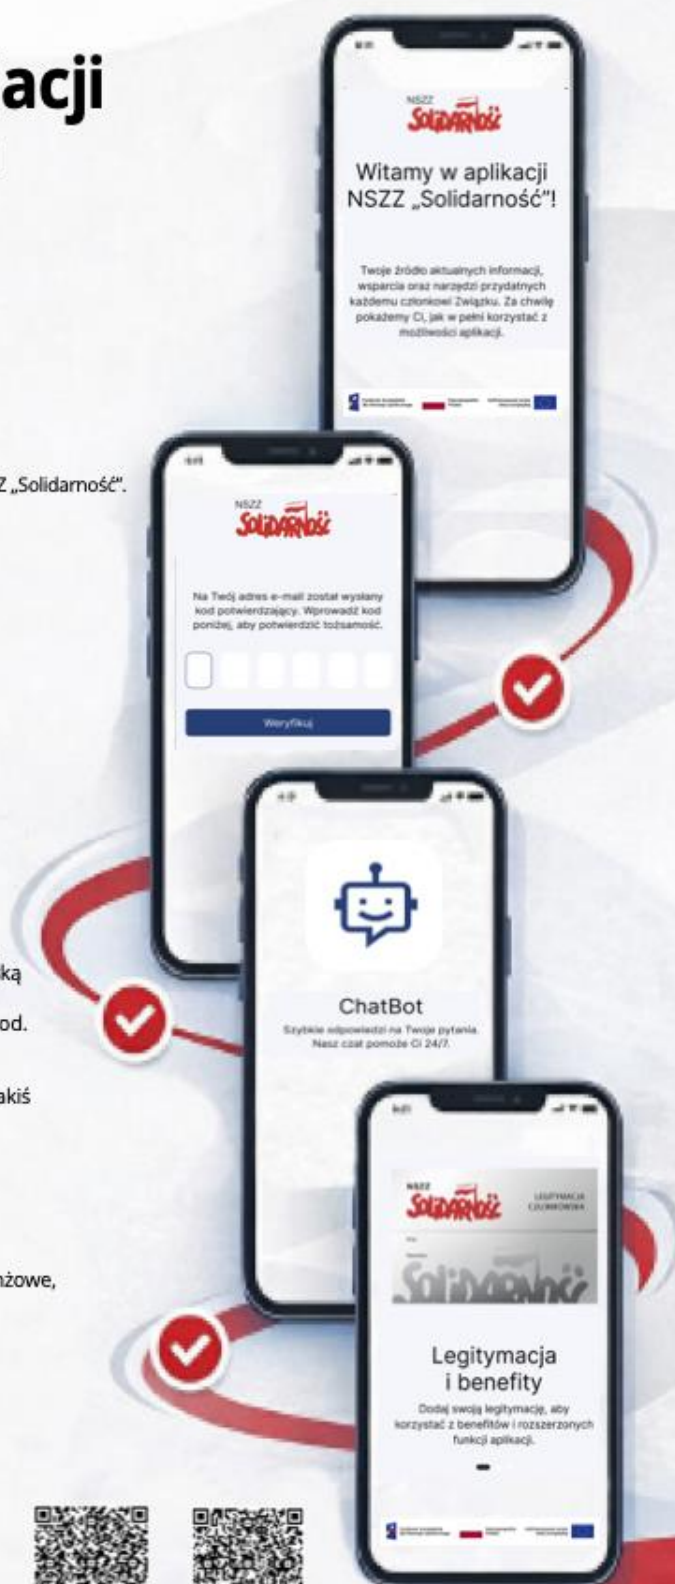 acji
NSZZ
SOLIDARNOŚĆ
Witamy w aplikacji
NSZZ „Solidarność”!
Twoje źródło aktualnych informacji,
wsparcia oraz narzędzi przydatnych
każdemu członkowi Związku. Za chwilę
pokażemy Ci, jak w pełni korzystać z
możliwości aplikacji.
Z „Solidarność”.
NSZZ
SOLIDARNOŚĆ
Na Twój adres e-mail został wysłany
kod potwierdzający. Wprowadź kod
poniżej, aby potwierdzić tożsamość.
Weryfikuj
ką
od.
akiś
nżowe,
ChatBot
Szybkie odpowiedzi na Twoje pytania.
Nasz czat pomoże Ci 24/7.
NSZZ
SOLIDARNOŚĆ
LEGITYMACJA
CZŁONKOWSKA
Solidarność
Legitymacja
i benefity
Dodaj swoją legitymację, aby
korzystać z benefitów i rozszerzonych
funkcji aplikacji.